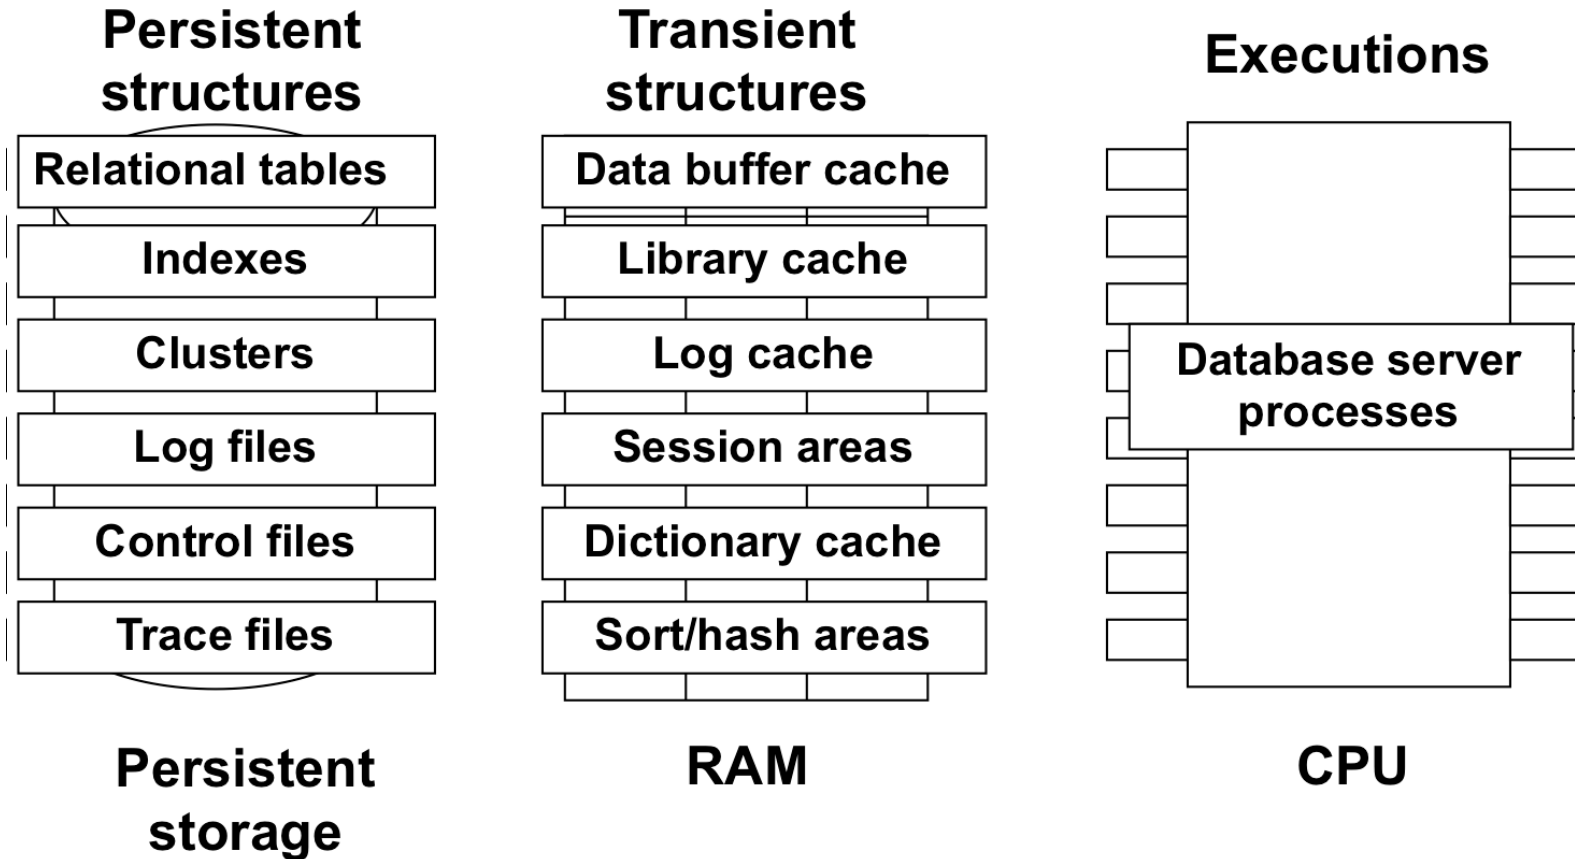 Persistent
structures
Relational tables
Indexes
Clusters
Log files
Control files
Trace files
Persistent
storage
Transient
structures
Data buffer cache
Library cache
Log cache
Session areas
Dictionary cache
Sort/hash areas
RAM
Executions
Database server
processes
CPU